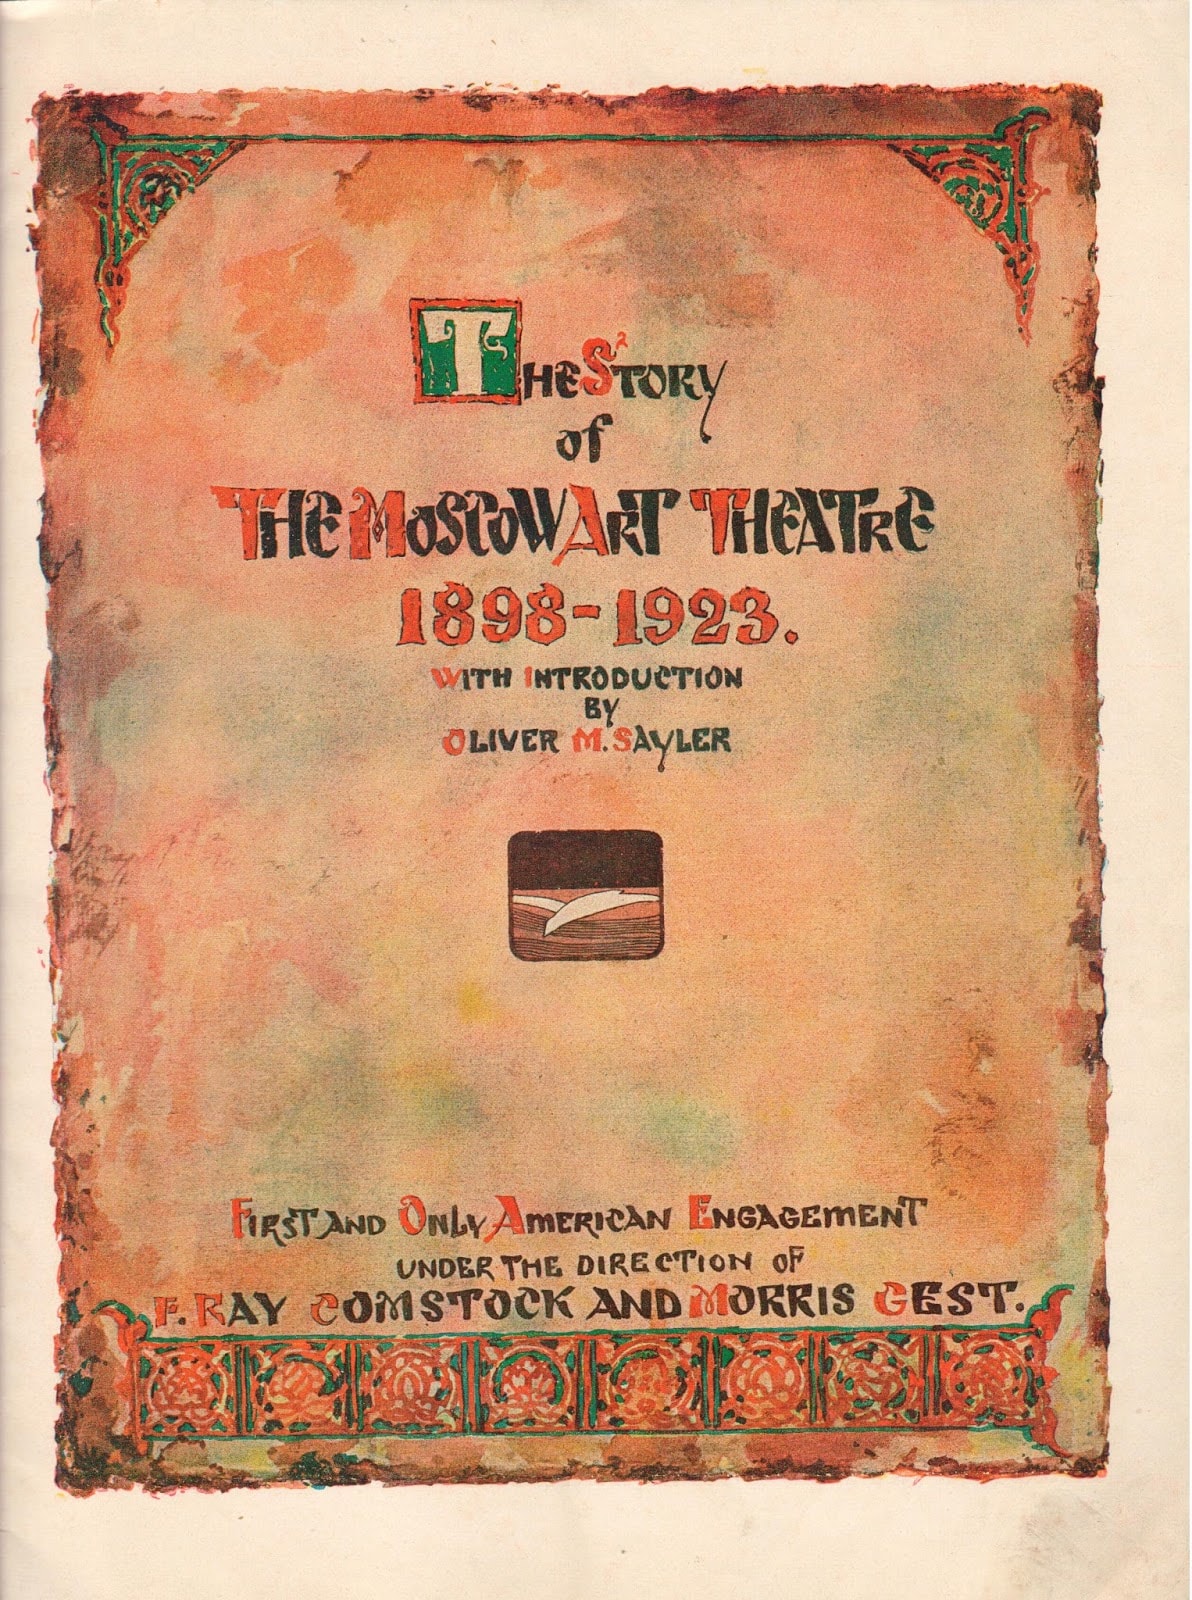 The Story
of
The Moscow Art Theatre
1898-1923.
With Introduction
by
Oliver M. Sayler
First and Only American Engagement
under the direction of
F. Ray Comstock and Morris Gest.